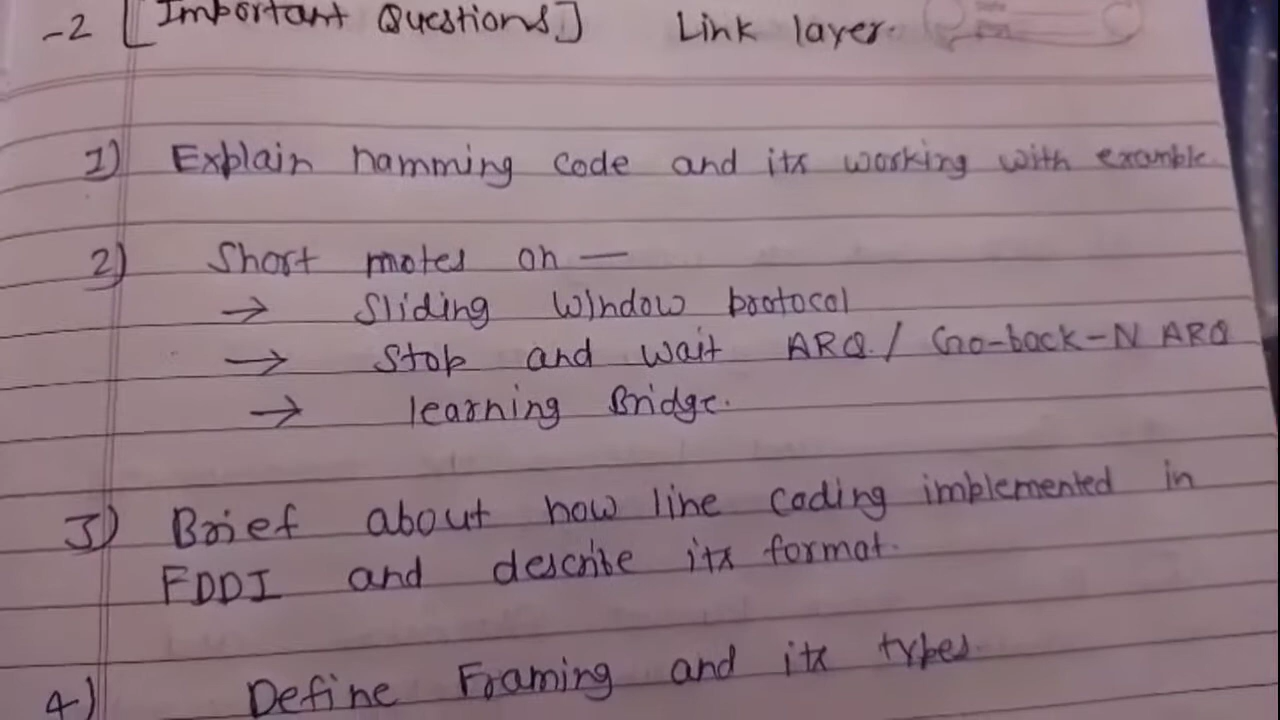 -2 [Important Questions] Link layer.
1) Explain hamming code and its working with example
2) Short notes on —
→ Sliding Window protocol
→ Stop and wait ARQ. / Go-back-N ARQ
→ learning Bridge.
3) Brief about how line coding implemented in
FDDI and describe its format.
4) Define Framing and its types.